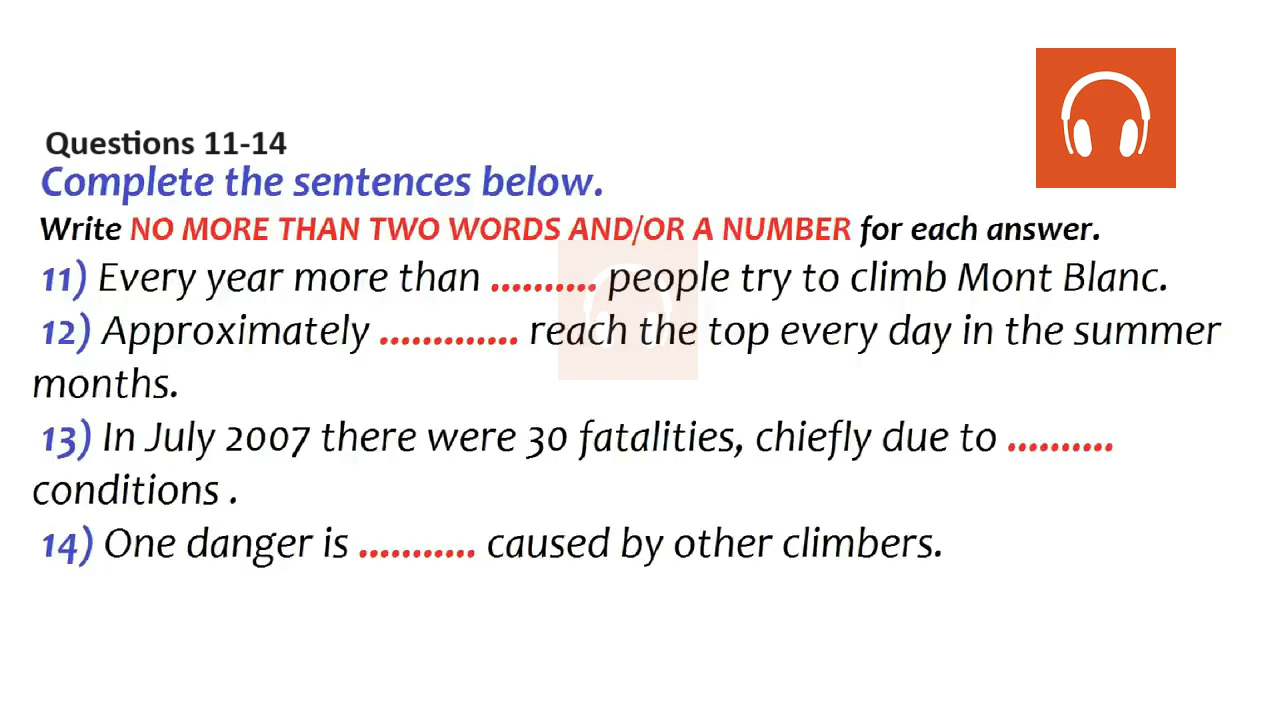 Questions 11-14
Complete the sentences below.
Write NO MORE THAN TWO WORDS AND/OR A NUMBER for each answer.
11) Every year more than .......... people try to climb Mont Blanc.
12) Approximately ............. reach the top every day in the summer
months.
13) In July 2007 there were 30 fatalities, chiefly due to ..........
conditions .
14) One danger is ........... caused by other climbers.